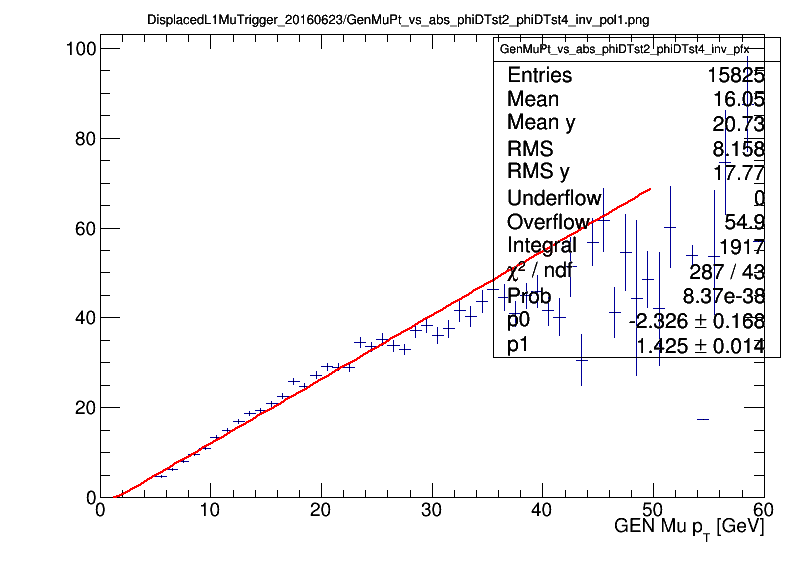 DisplacedL1MuTrigger_20160623/GenMuPt_vs_abs_phiDTst2_phiDTst4_inv_pol1.png
GenMuPt_vs_abs_phiDTst2_phiDTst4_inv_pfx
Entries 15825
Mean 16.05
Mean y 20.73
RMS 8.158
RMS y 17.77
Underflow 0
Overflow 54.9
Integral 1917
χ² / ndf 287 / 43
Prob 8.37e-38
p0 -2.326 ± 0.168
p1 1.425 ± 0.014
100
80
60
40
20
0
0 10 20 30 40 50 60
GEN Mu p_T [GeV]